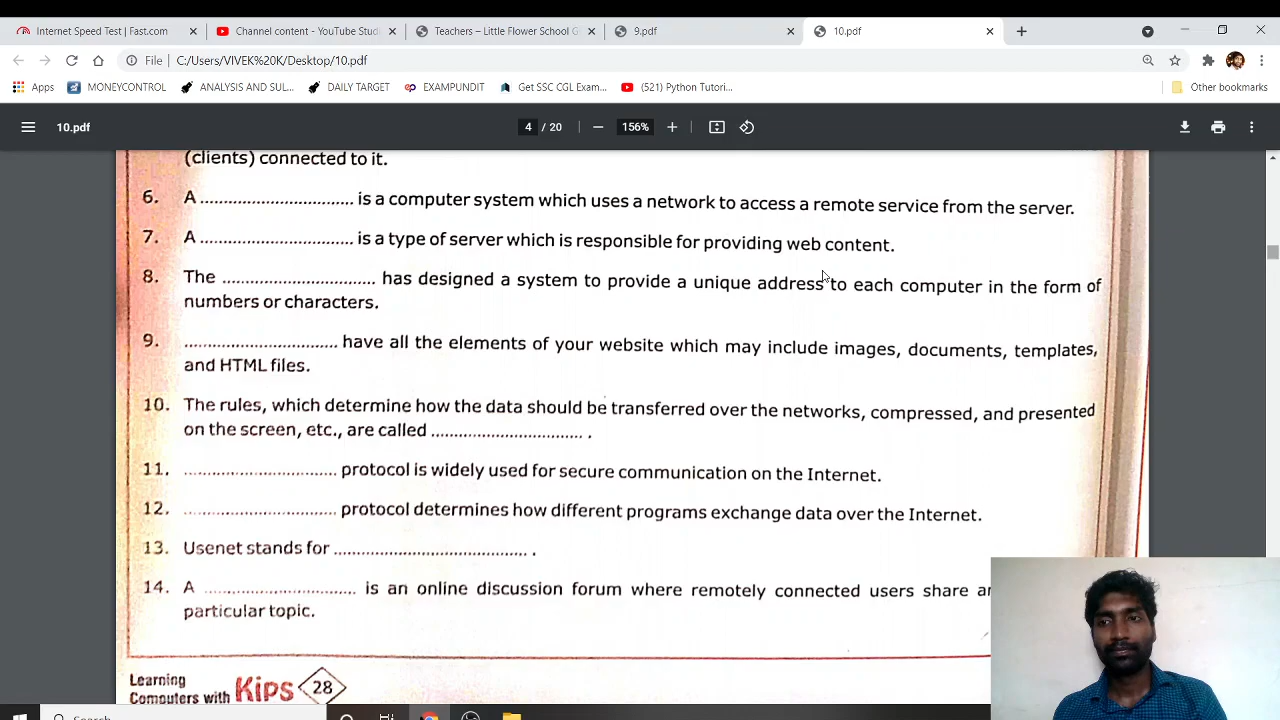 Internet Speed Test | Fast.com
Channel content - YouTube Studi
Teachers – Little Flower School G
9.pdf
10.pdf
File C:/Users/VIVEK%20K/Desktop/10.pdf
Apps MONEYCONTROL ANALYSIS AND SUL... DAILY TARGET EXAMPUNDIT Get SSC CGL Exam... (521) Python Tutori... Other bookmarks
10.pdf 4 / 20 156%
(clients) connected to it.
6. A .................................. is a computer system which uses a network to access a remote service from the server.
7. A .................................. is a type of server which is responsible for providing web content.
8. The .................................. has designed a system to provide a unique address to each computer in the form of
numbers or characters.
9. .................................. have all the elements of your website which may include images, documents, templates,
and HTML files.
10. The rules, which determine how the data should be transferred over the networks, compressed, and presented
on the screen, etc., are called .................................. .
11. .................................. protocol is widely used for secure communication on the Internet.
12. .................................. protocol determines how different programs exchange data over the Internet.
13. Usenet stands for .......................................... .
14. A .................................. is an online discussion forum where remotely connected users share
particular topic.
Learning
Computers with Kips 28
Search